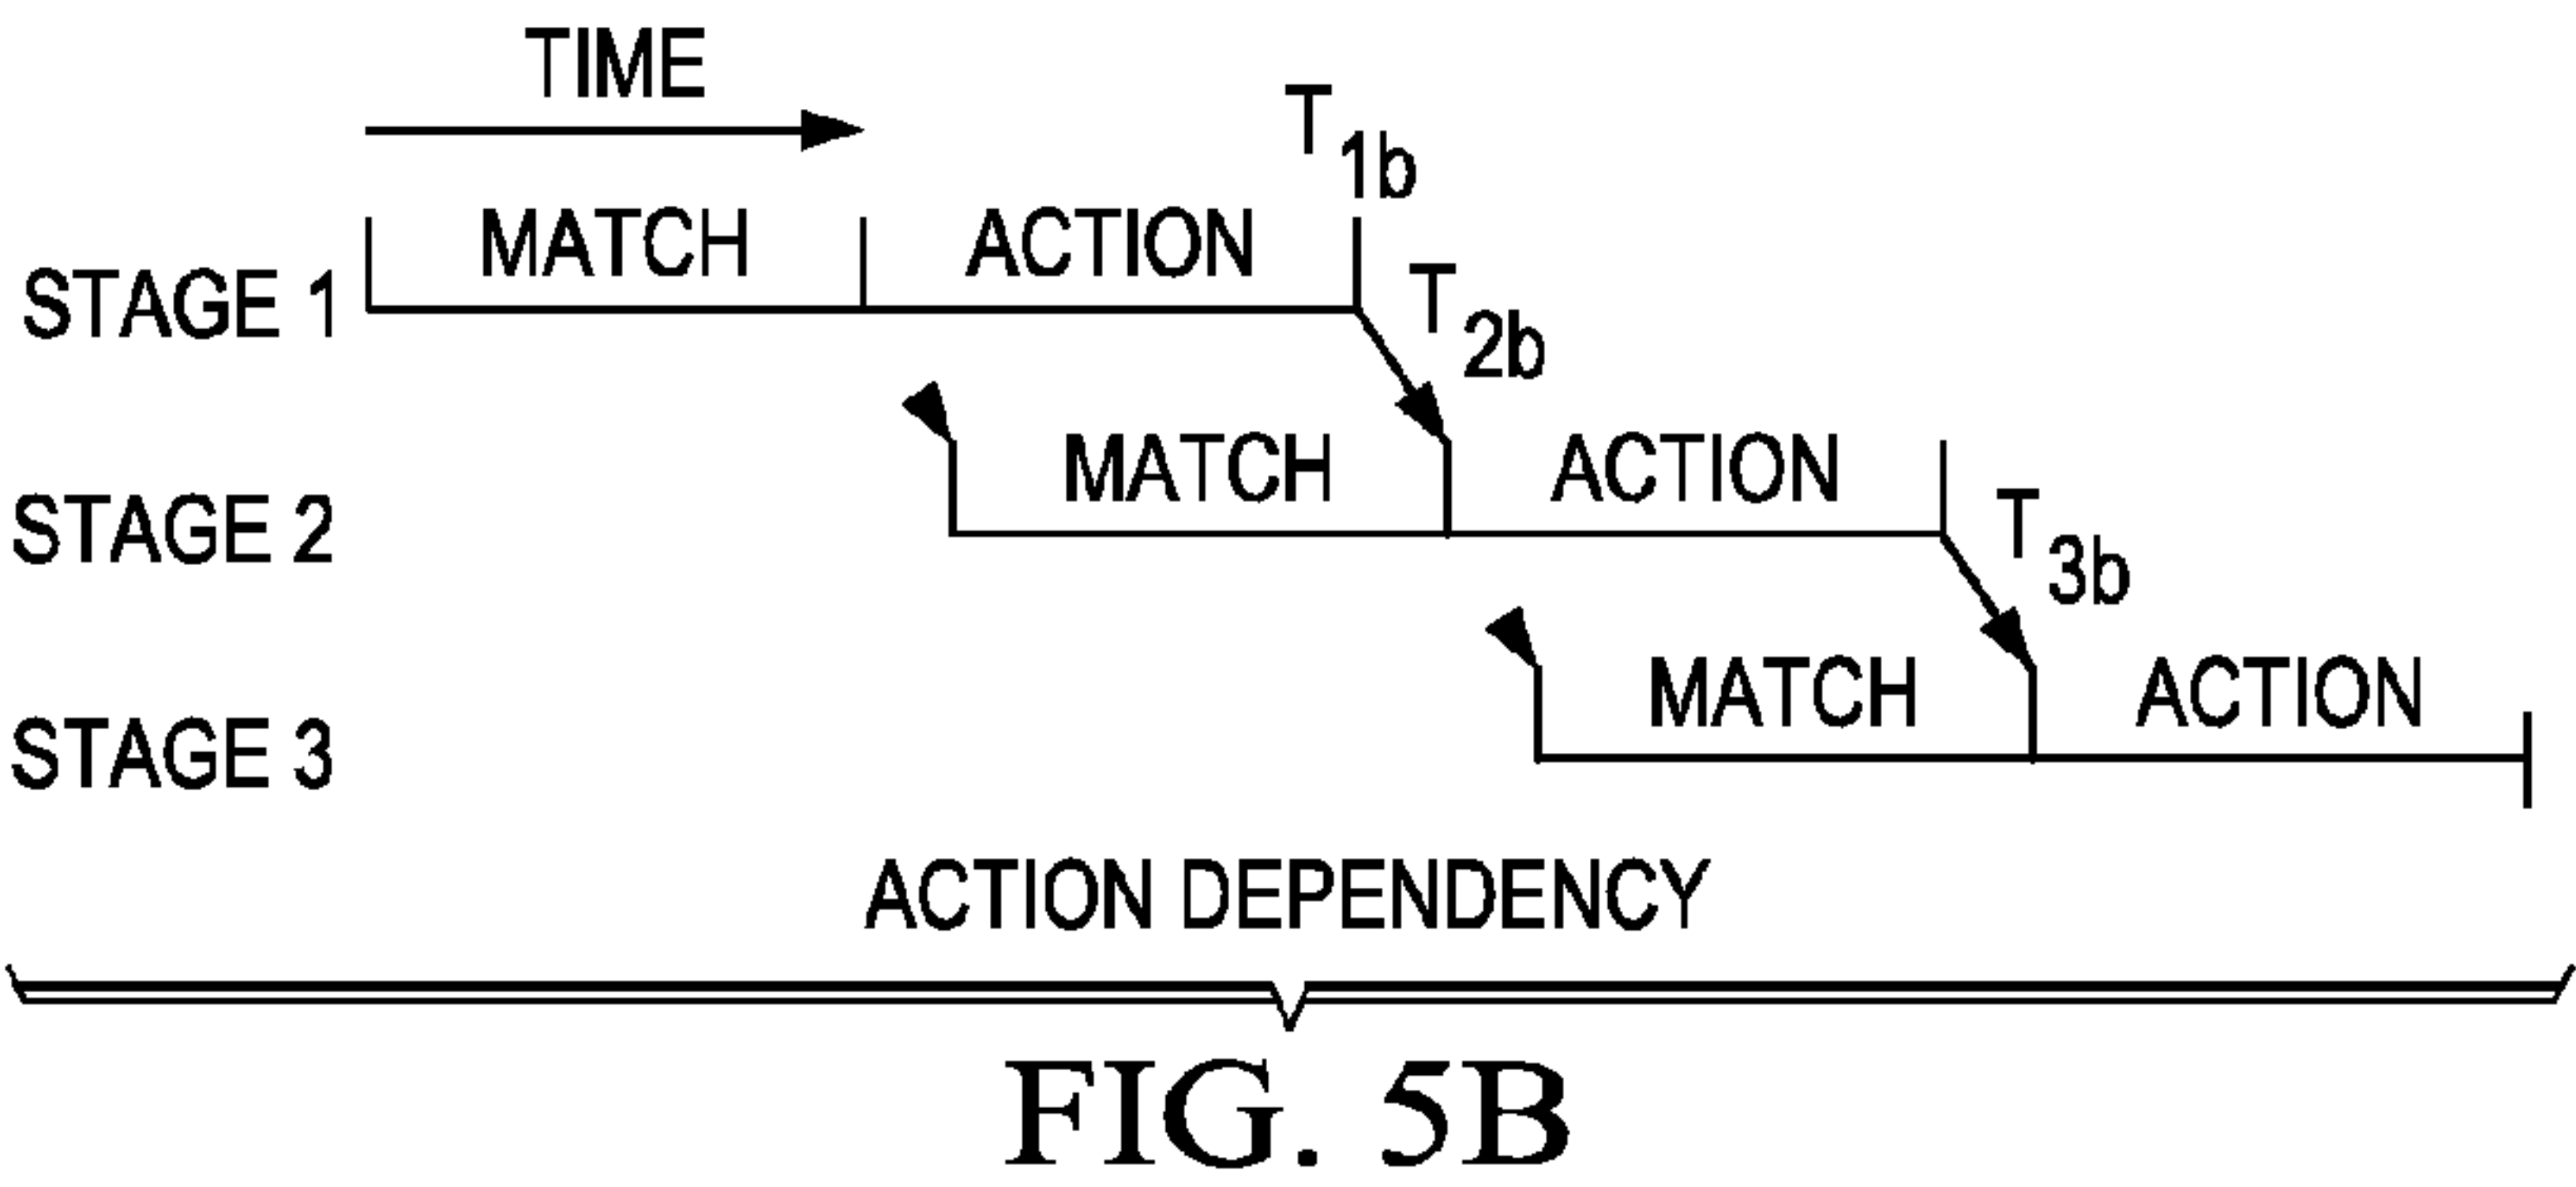 TIME
T1b
MATCH ACTION
STAGE 1
T2b
MATCH ACTION
STAGE 2
T3b
MATCH ACTION
STAGE 3
ACTION DEPENDENCY
FIG. 5B